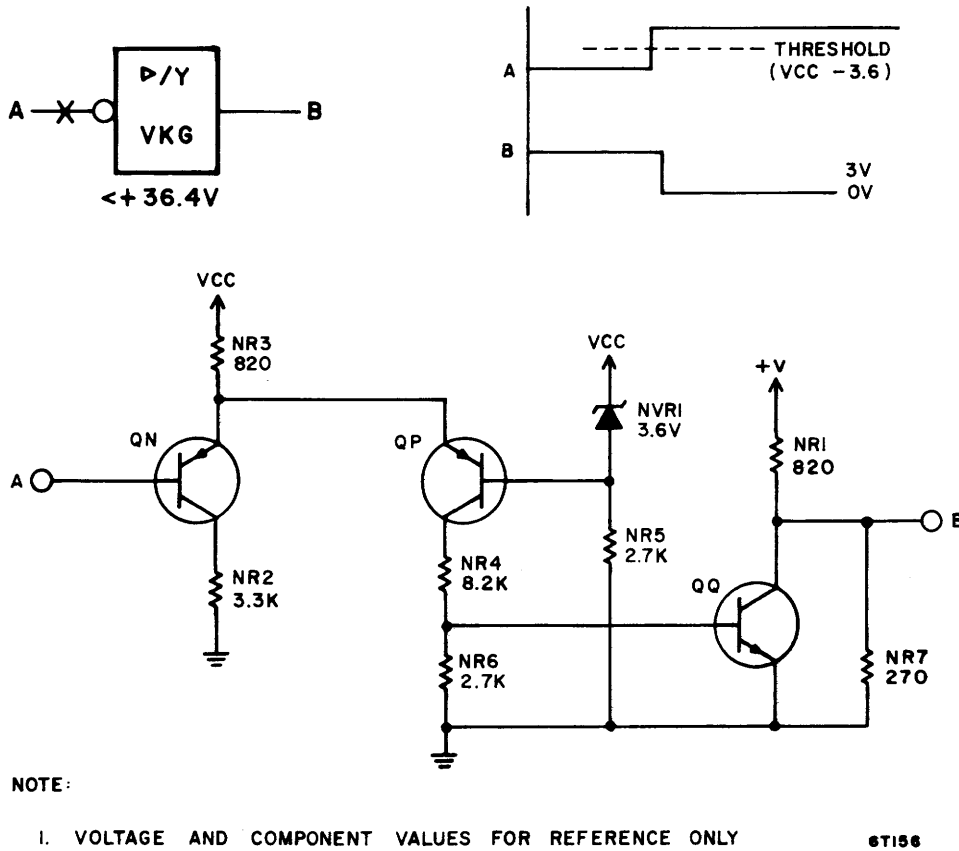 ▷/Y
A
B
VKG
<+36.4V
THRESHOLD
(VCC -3.6)
A
B
3V
0V
VCC
NR3
820
VCC
NVR1
3.6V
+V
NR1
820
QN
QP
A
B
NR5
2.7K
NR4
8.2K
NR2
3.3K
QQ
NR6
2.7K
NR7
270
NOTE:
1. VOLTAGE AND COMPONENT VALUES FOR REFERENCE ONLY
6T156